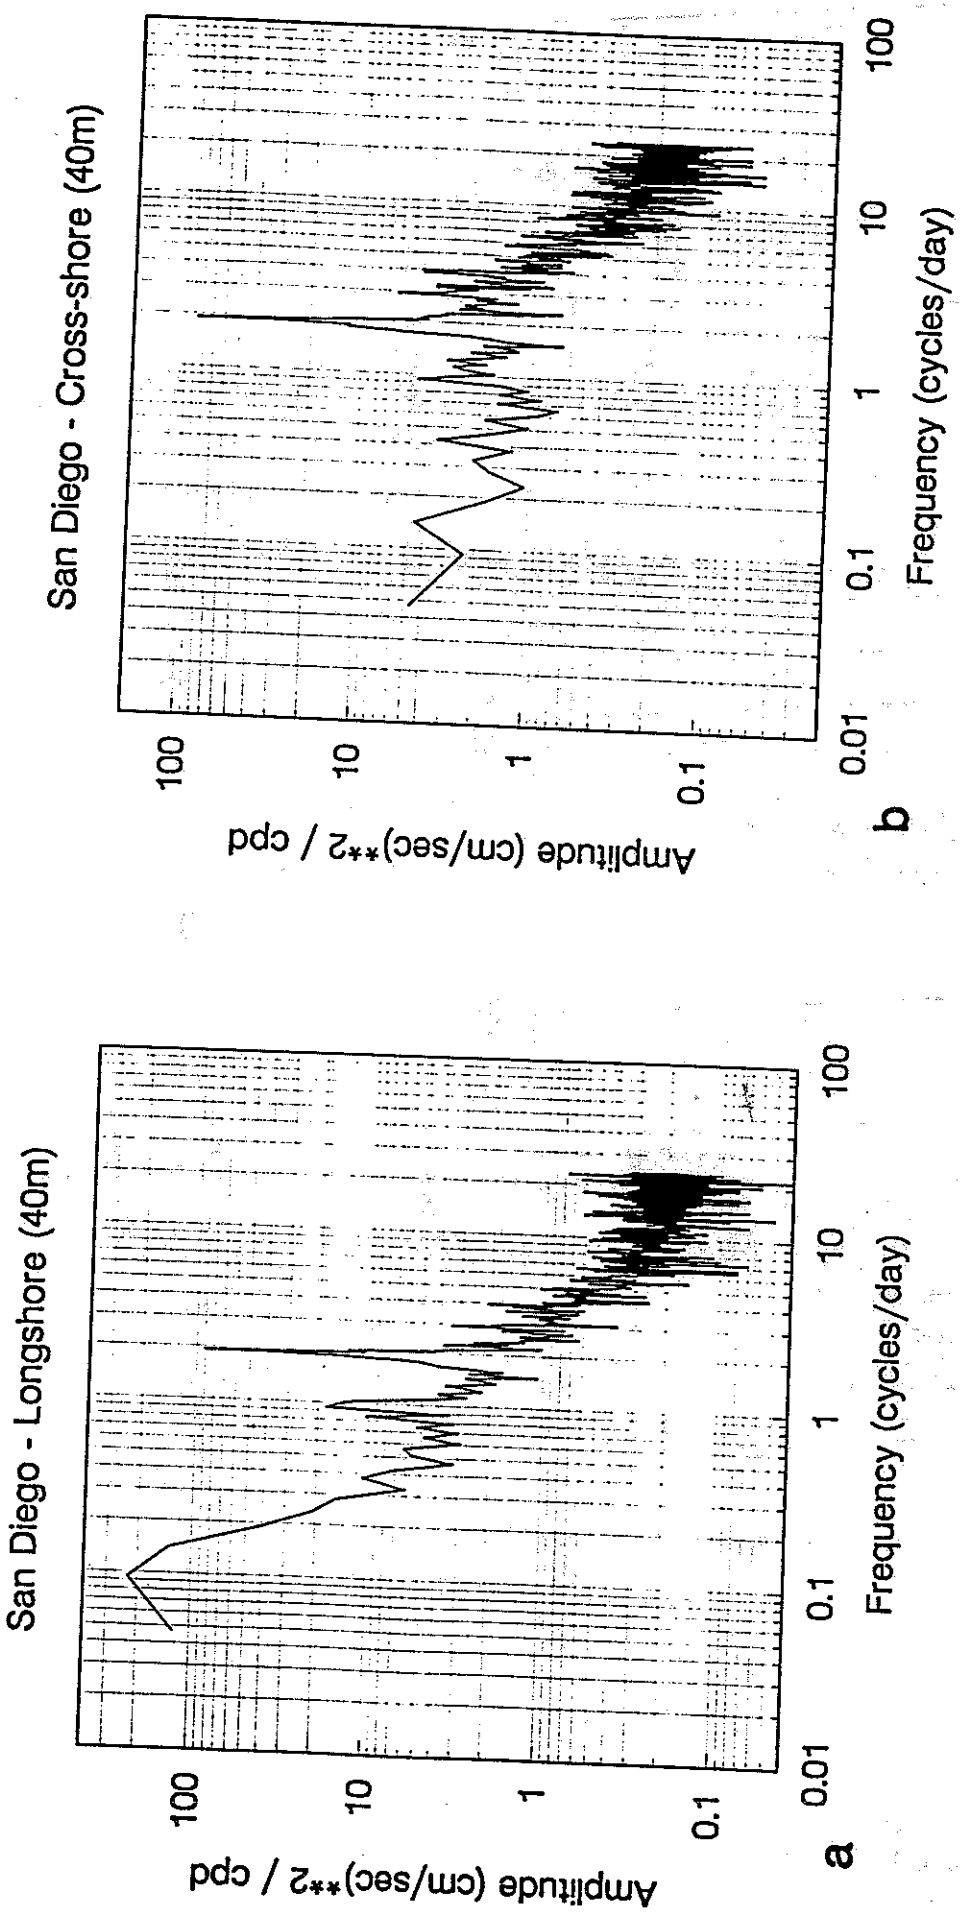 San Diego - Longshore (40m)
Amplitude (cm/sec)**2 / cpd
100
10
1
0.1
0.01
0.1
1
10
100
Frequency (cycles/day)
a
San Diego - Cross-shore (40m)
Amplitude (cm/sec)**2 / cpd
100
10
1
0.1
0.01
0.1
1
10
100
Frequency (cycles/day)
b